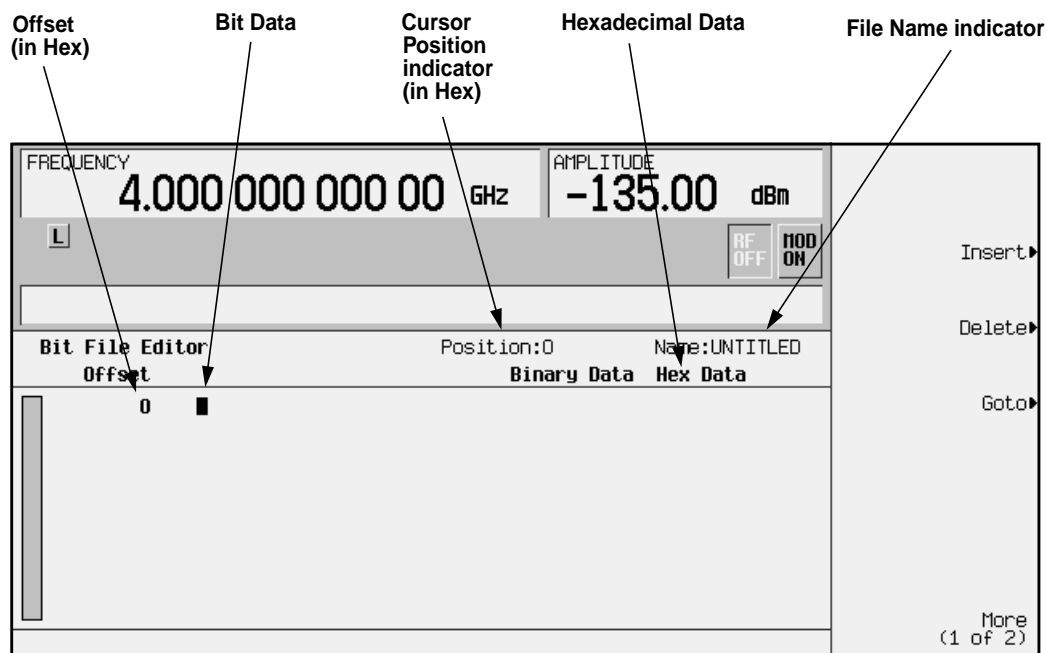 Offset
(in Hex)
Bit Data
Cursor
Position
indicator
(in Hex)
Hexadecimal Data
File Name indicator
FREQUENCY
4.000 000 000 00 GHz
AMPLITUDE
-135.00 dBm
L
RF
OFF
MOD
ON
Insert
Delete
Bit File Editor Position:0 Name:UNTITLED
Offset Binary Data Hex Data
0
Goto
More
(1 of 2)